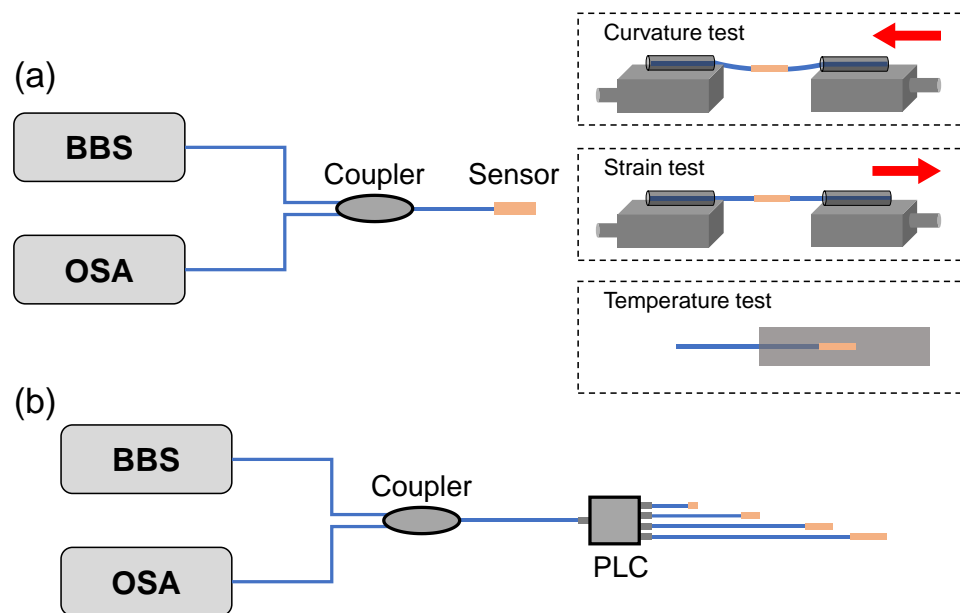 (a)
BBS
OSA
Coupler
Sensor
Curvature test
Strain test
Temperature test
(b)
BBS
OSA
Coupler
PLC